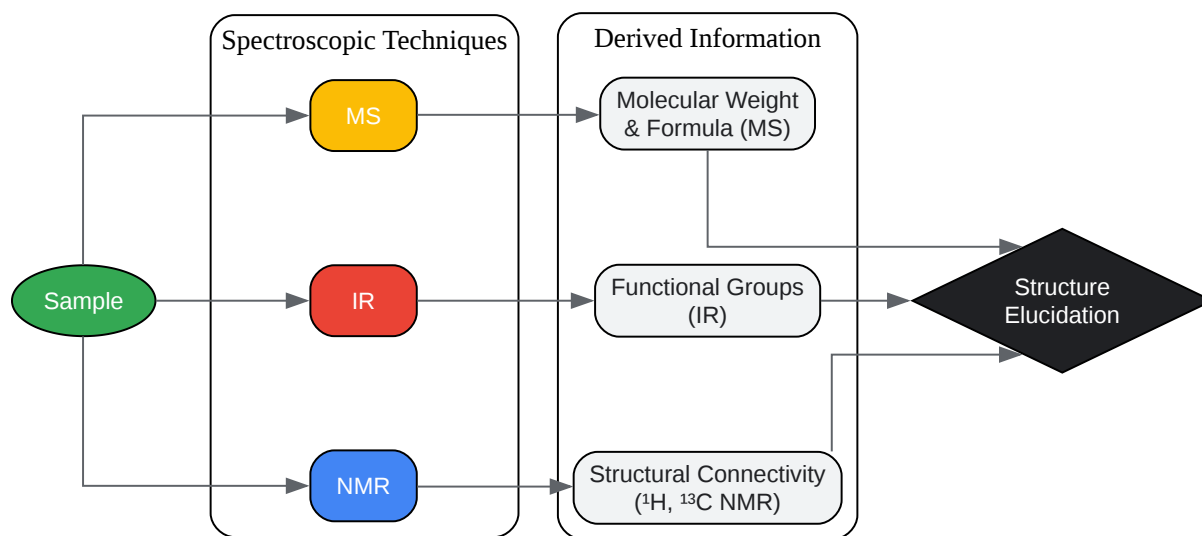 Spectroscopic Techniques
Derived Information
MS
Molecular Weight
& Formula (MS)
Sample
IR
Functional Groups
(IR)
Structure
Elucidation
NMR
Structural Connectivity
(¹H, ¹³C NMR)